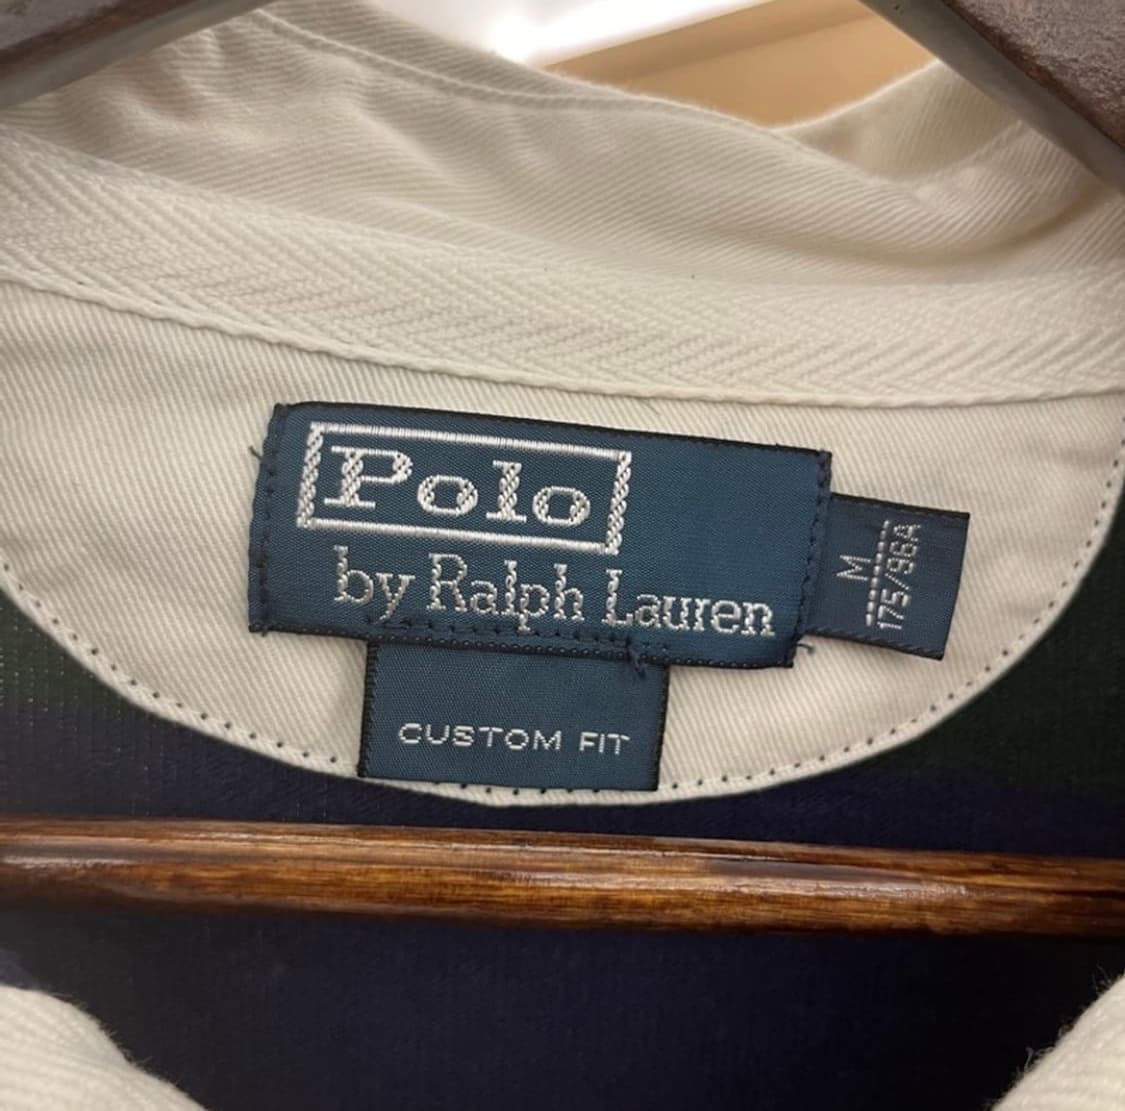 Polo
by Ralph Lauren
M
175/96A
CUSTOM FIT